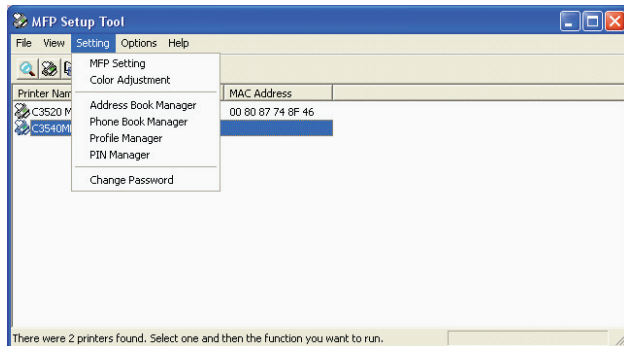 MFP Setup Tool
File View Setting Options Help
MFP Setting
Color Adjustment
Address Book Manager
Phone Book Manager
Profile Manager
PIN Manager
Change Password
Printer Nam MAC Address
C3520 M 00 80 87 74 8F 46
C3540M
There were 2 printers found. Select one and then the function you want to run.